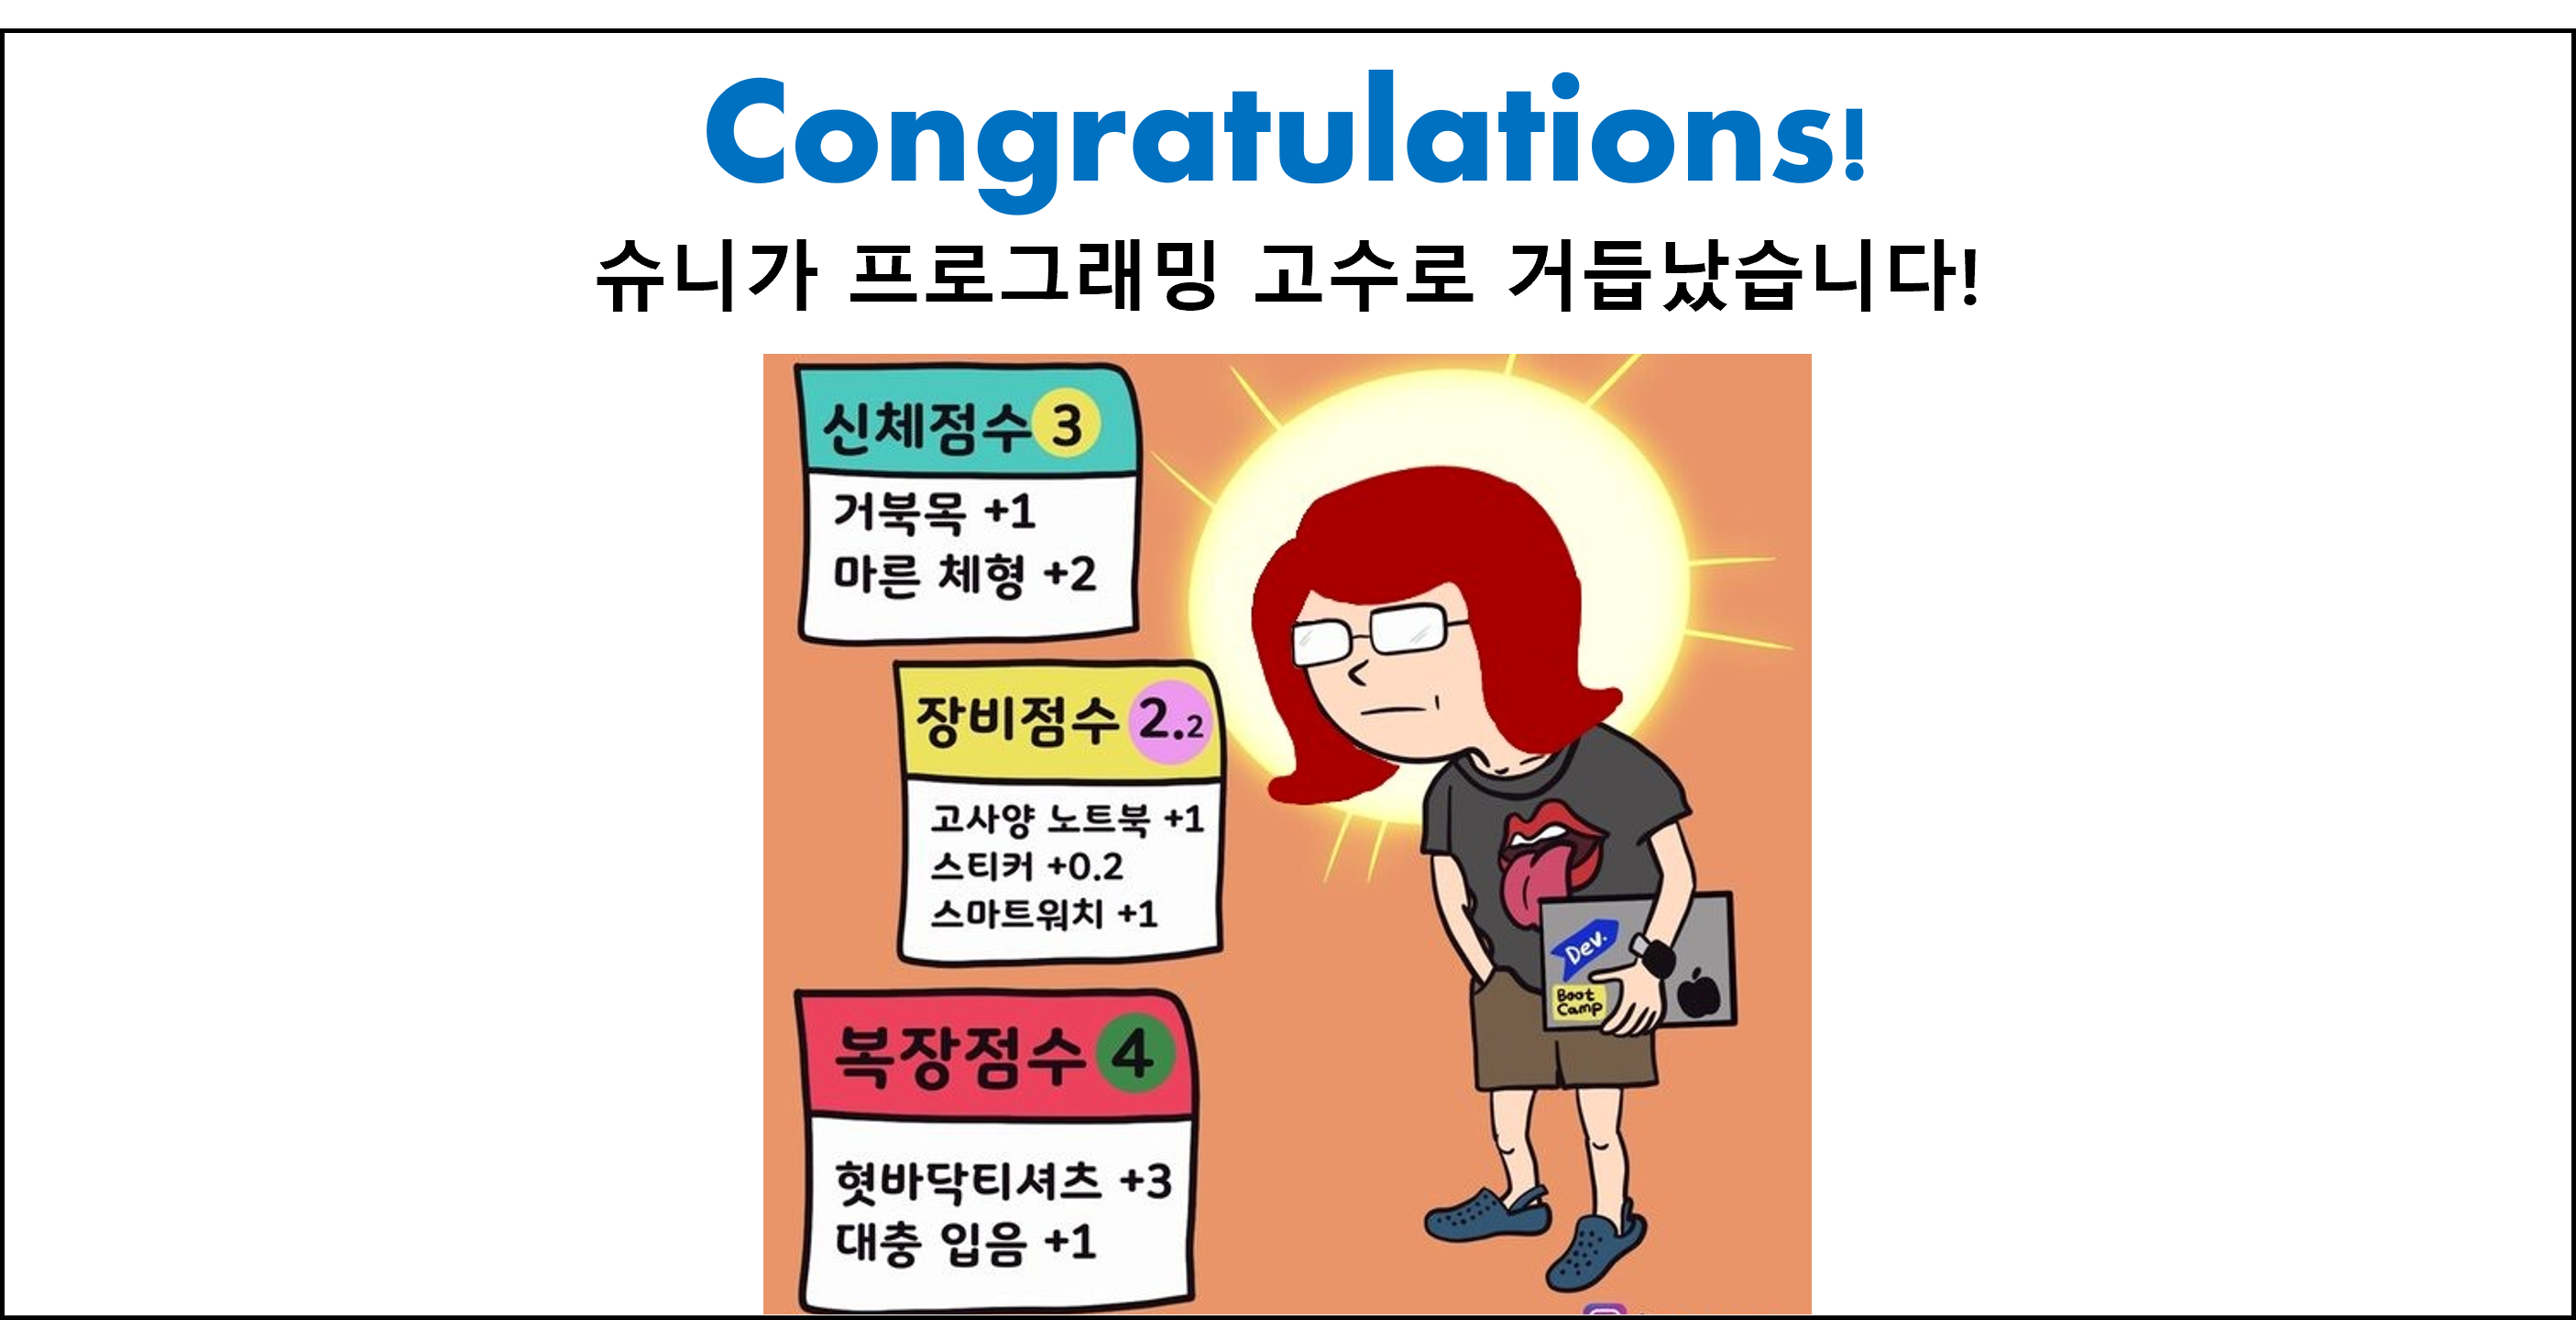 Congratulations!
슈니가 프로그래밍 고수로 거듭났습니다!
신체점수 3
거북목 +1
마른 체형 +2
장비점수 2.2
고사양 노트북 +1
스티커 +0.2
스마트워치 +1
복장점수 4
혓바닥티셔츠 +3
대충 입음 +1
Dev.
Boot
Camp